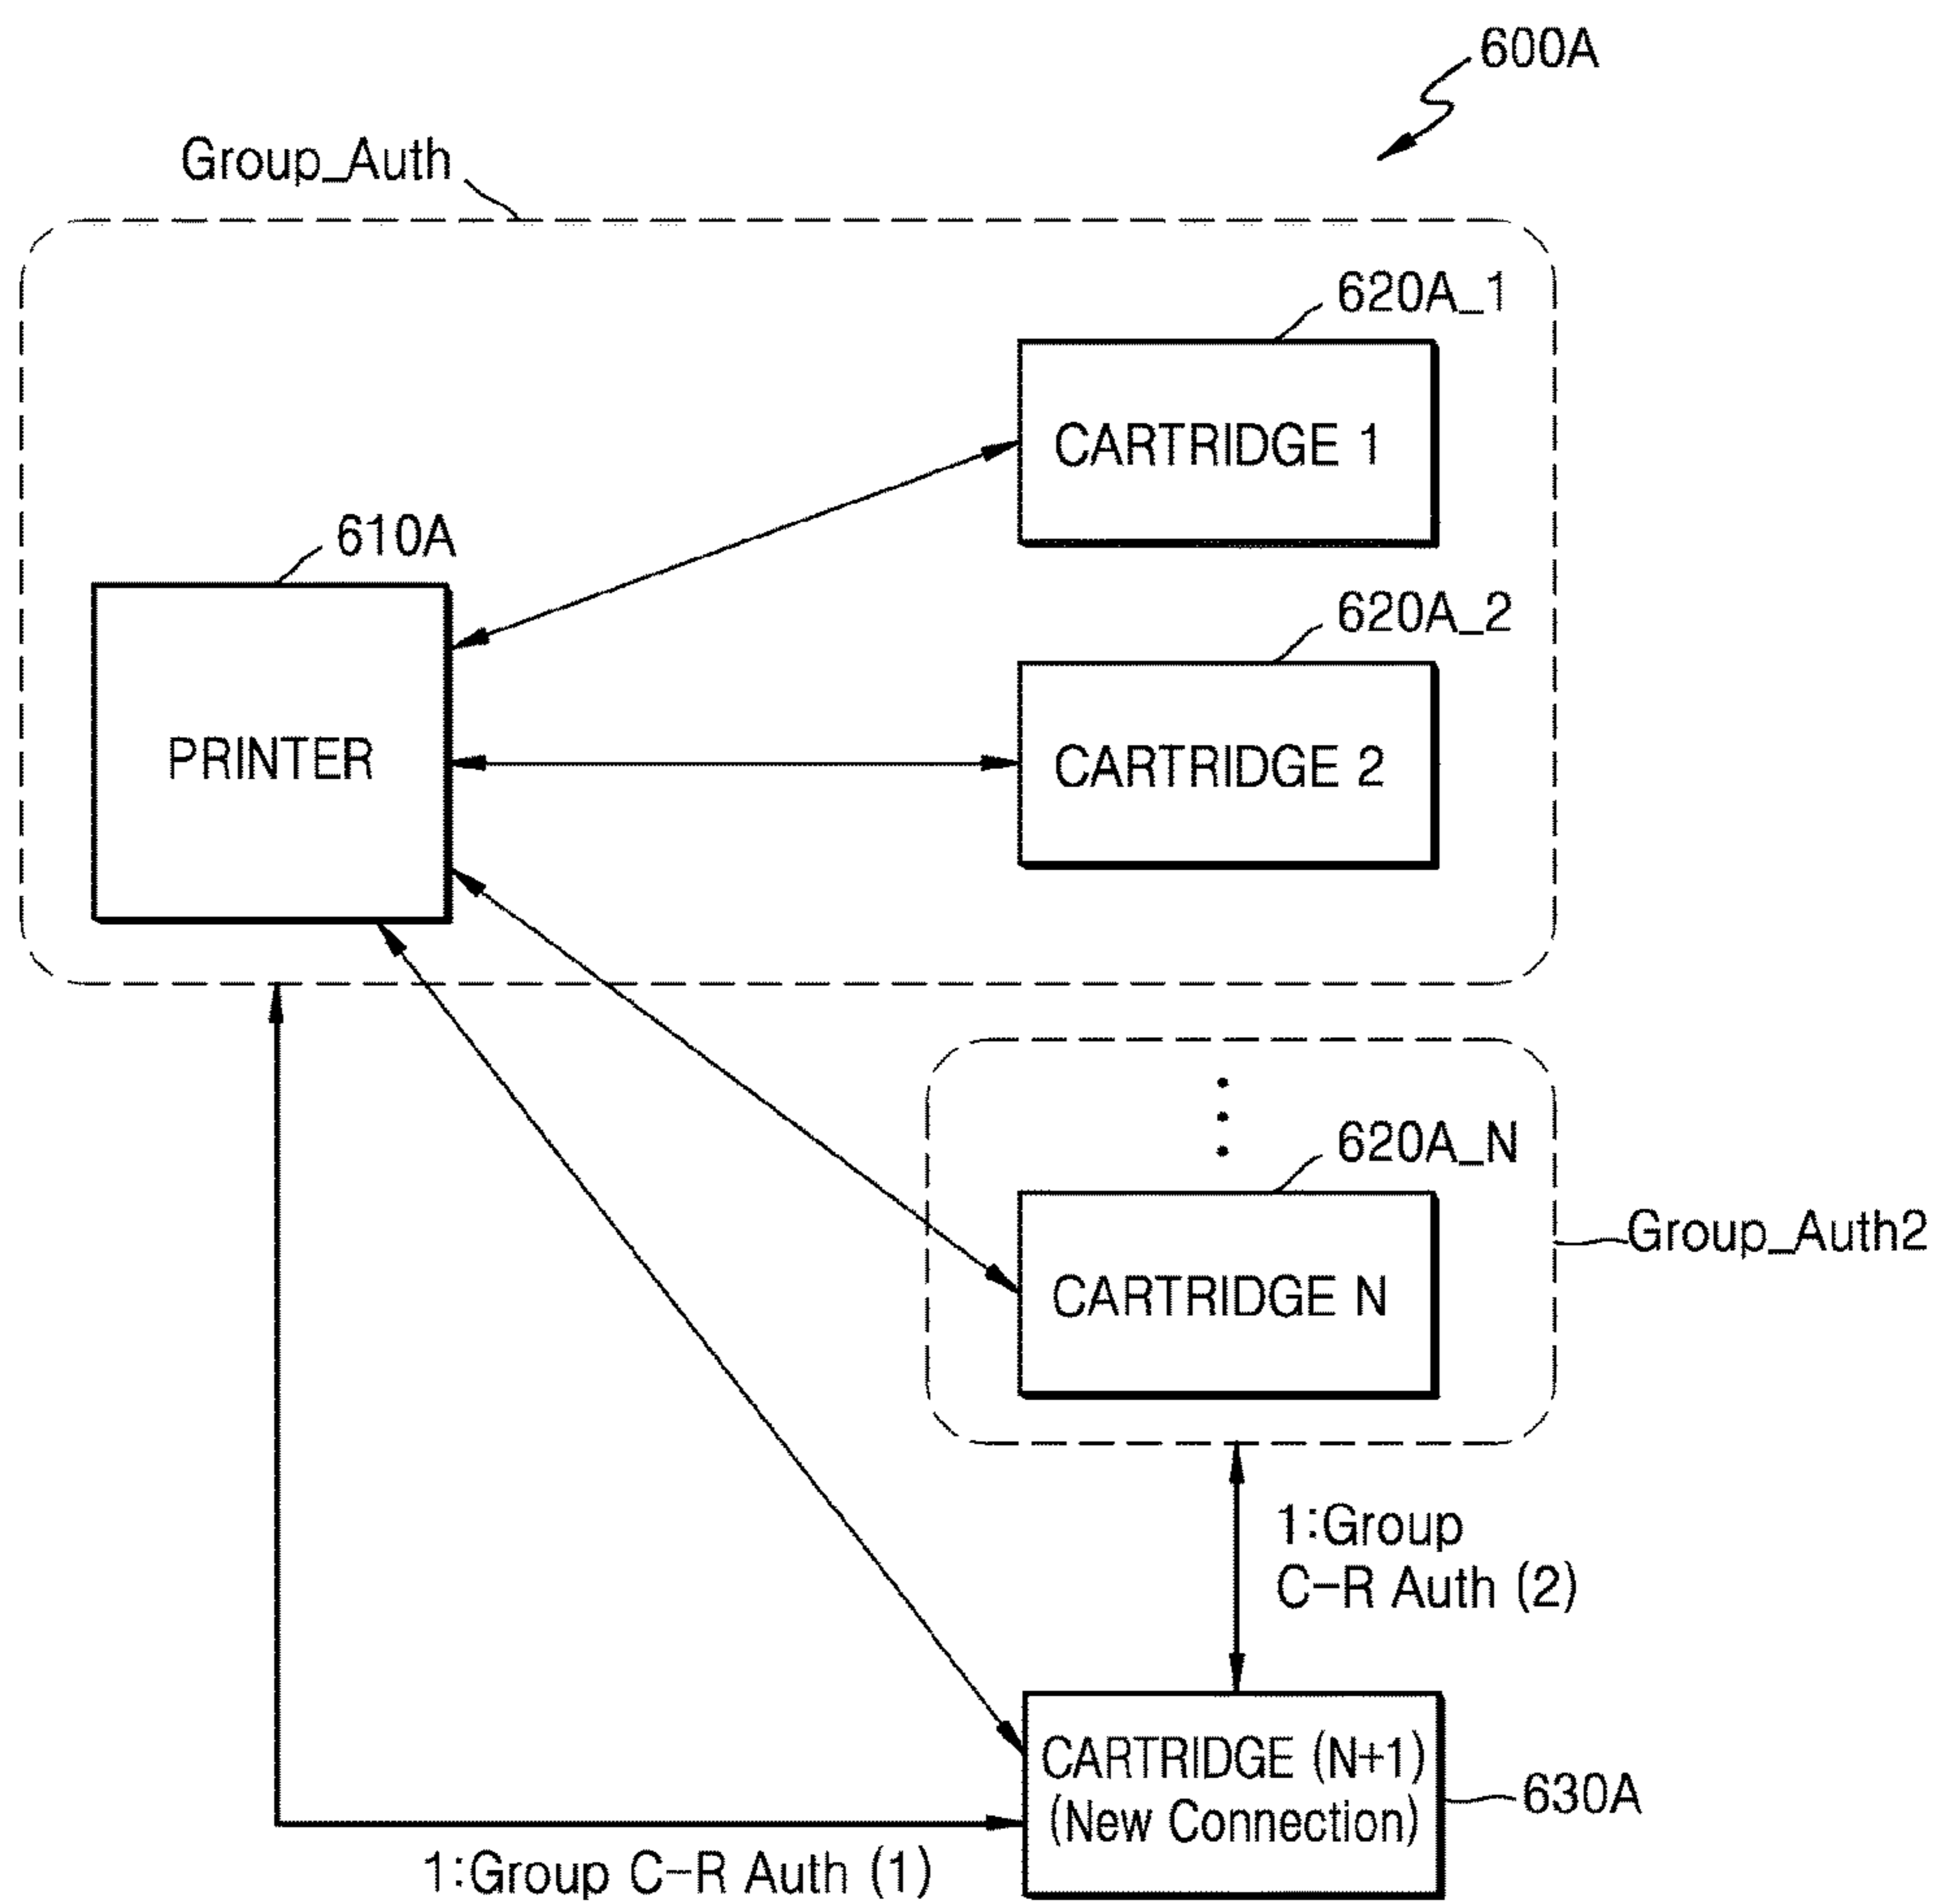 600A
Group_Auth
620A_1
CARTRIDGE 1
610A
620A_2
PRINTER
CARTRIDGE 2
620A_N
Group_Auth2
CARTRIDGE N
1:Group
C-R Auth (2)
CARTRIDGE (N+1)
(New Connection)
630A
1:Group C-R Auth (1)